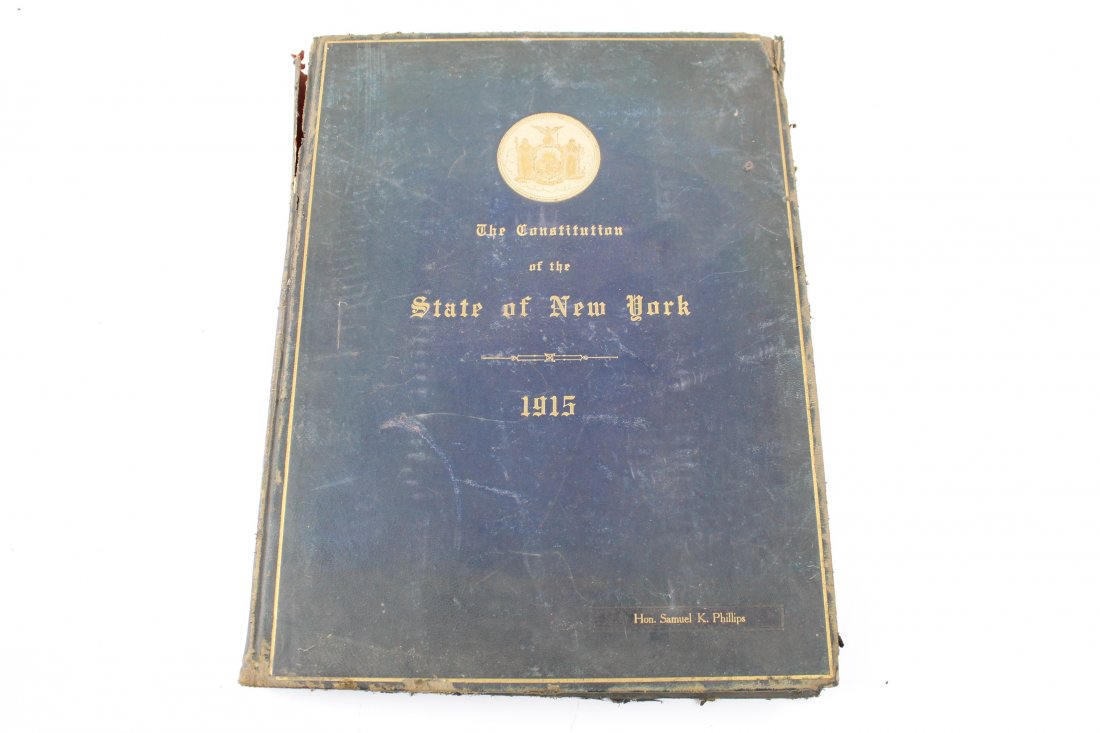 The Constitution
of the
State of New York
1915
Hon. Samuel K. Phillips